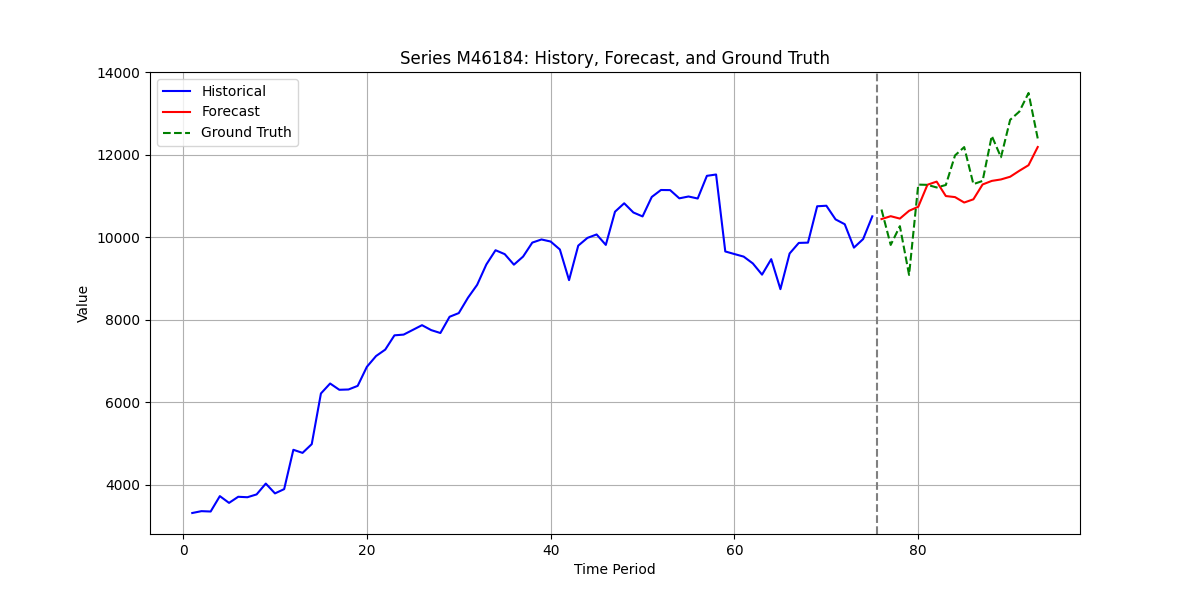 Series M46184: History, Forecast, and Ground Truth
Historical
Forecast
Ground Truth
14000
12000
10000
8000
6000
4000
Value
0 20 40 60 80
Time Period